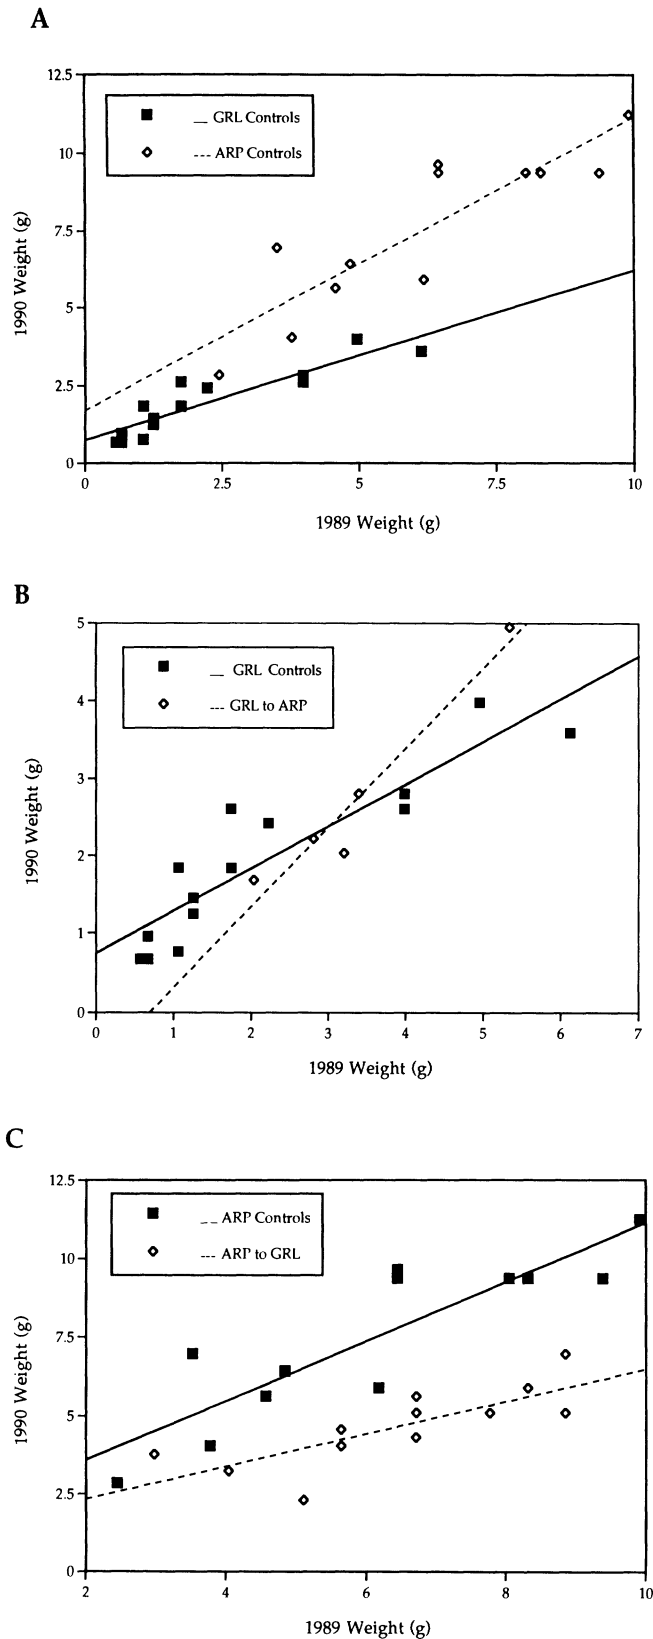 A
12.5
10
7.5
5
2.5
0
__ GRL Controls
--- ARP Controls
1990 Weight (g)
0 2.5 5 7.5 10
1989 Weight (g)
B
5
4
3
2
1
0
__ GRL Controls
--- GRL to ARP
1990 Weight (g)
0 1 2 3 4 5 6 7
1989 Weight (g)
C
12.5
10
7.5
5
2.5
0
__ ARP Controls
--- ARP to GRL
1990 Weight (g)
2 4 6 8 10
1989 Weight (g)